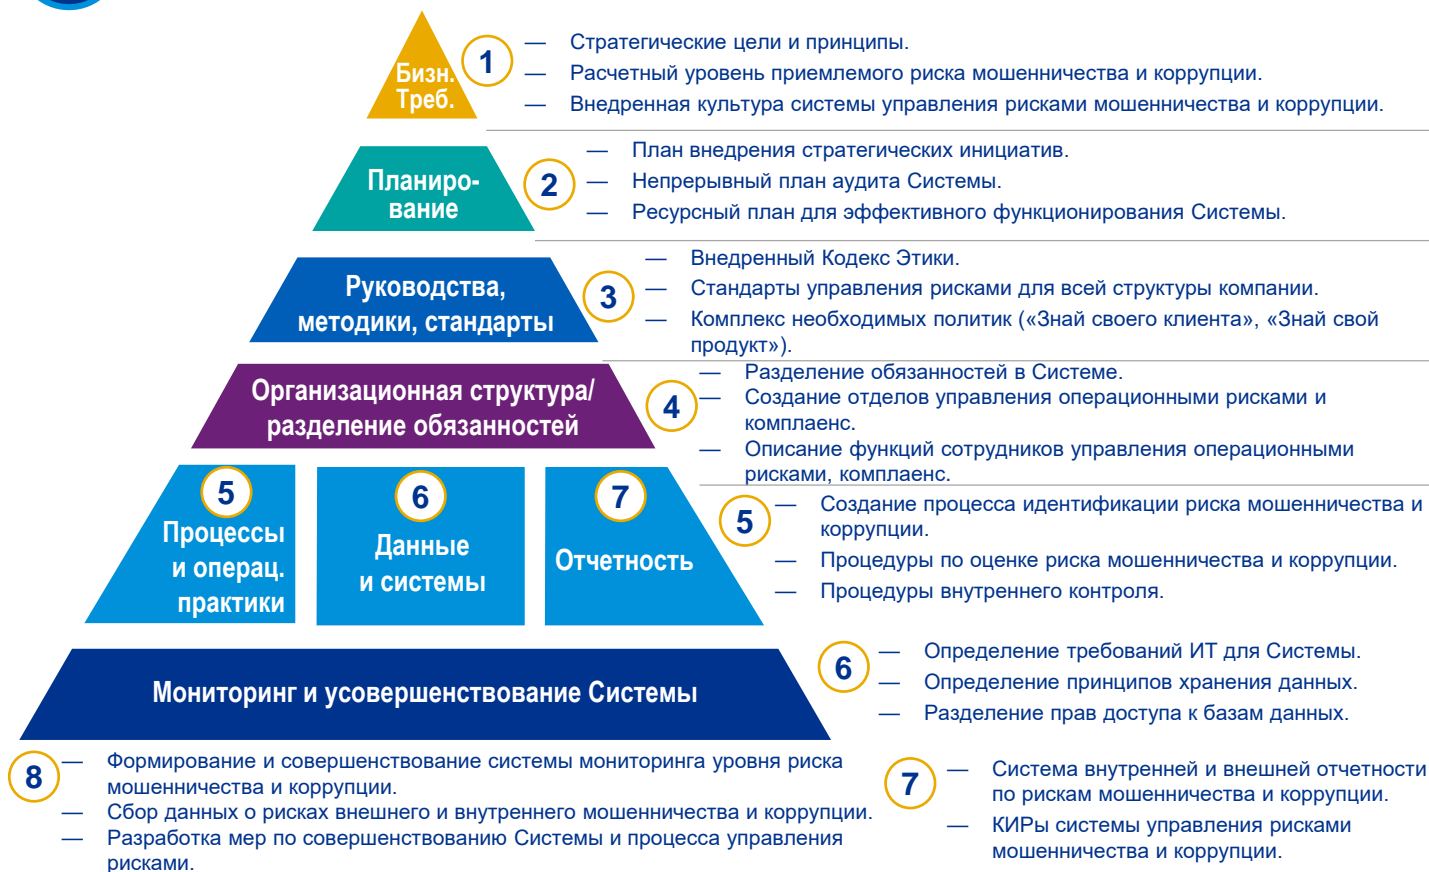 Бизн.
Треб.
1
— Стратегические цели и принципы.
— Расчетный уровень приемлемого риска мошенничества и коррупции.
— Внедренная культура системы управления рисками мошенничества и коррупции.
Планиро-
вание
2
— План внедрения стратегических инициатив.
— Непрерывный план аудита Системы.
— Ресурсный план для эффективного функционирования Системы.
Руководства,
методики, стандарты
3
— Внедренный Кодекс Этики.
— Стандарты управления рисками для всей структуры компании.
— Комплекс необходимых политик («Знай своего клиента», «Знай свой
продукт»).
Организационная структура/
разделение обязанностей
4
— Разделение обязанностей в Системе.
— Создание отделов управления операционными рисками и
комплаенс.
— Описание функций сотрудников управления операционными
рисками, комплаенс.
5
Процессы
и операц.
практики
6
Данные
и системы
7
Отчетность
5
— Создание процесса идентификации риска мошенничества и
коррупции.
— Процедуры по оценке риска мошенничества и коррупции.
— Процедуры внутреннего контроля.
Мониторинг и усовершенствование Системы
6
— Определение требований ИТ для Системы.
— Определение принципов хранения данных.
— Разделение прав доступа к базам данных.
8
— Формирование и совершенствование системы мониторинга уровня риска
мошенничества и коррупции.
— Сбор данных о рисках внешнего и внутреннего мошенничества и коррупции.
— Разработка мер по совершенствованию Системы и процесса управления
рисками.
7
— Система внутренней и внешней отчетности
по рискам мошенничества и коррупции.
— КИРы системы управления рисками
мошенничества и коррупции.